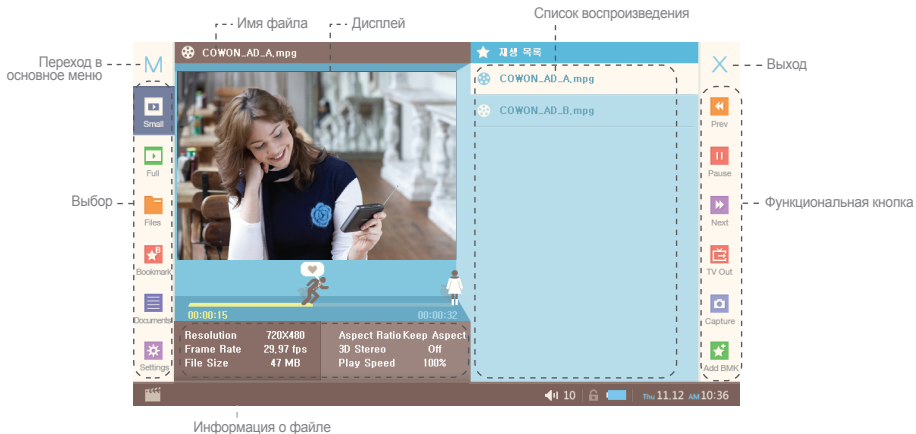 Имя файла
Дисплей
Список воспроизведения
Переход в
основное меню
Выход
Выбор
Функциональная кнопка
M
COWON_AD_A,mpg
재생 목록
X
Small
Full
Files
Bookmark
Documents
Settings
COWON_AD_A,mpg
COWON_AD_B,mpg
Prev
Pause
Next
TV Out
Capture
Add BMK
00:00:15
00:00:32
Resolution 720X480
Frame Rate 29,97 fps
File Size 47 MB
Aspect Ratio Keep Aspect
3D Stereo Off
Play Speed 100%
10
Thu 11.12 AM 10:36
Информация о файле